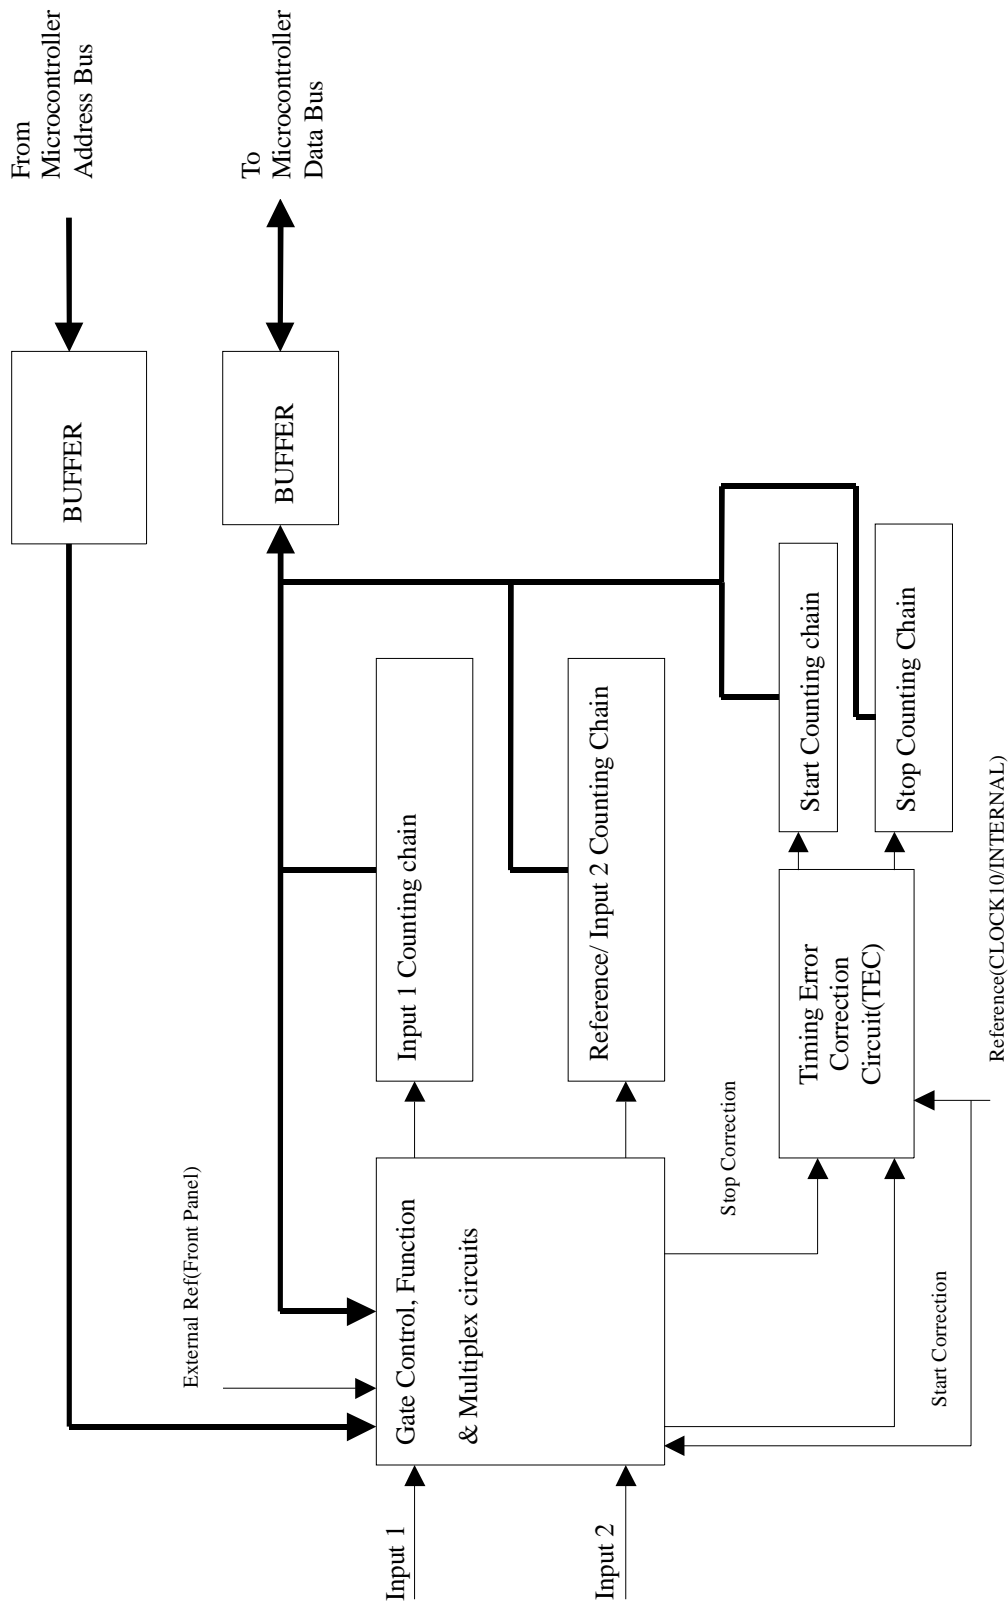 From
Microcontroller
Address Bus
BUFFER
To
Microcontroller
Data Bus
BUFFER
External Ref(Front Panel)
Input 1
Input 2
Gate Control, Function
& Multiplex circuits
Input 1 Counting chain
Reference/ Input 2 Counting Chain
Stop Correction
Start Correction
Timing Error
Correction
Circuit(TEC)
Start Counting chain
Stop Counting Chain
Reference(CLOCK10/INTERNAL)